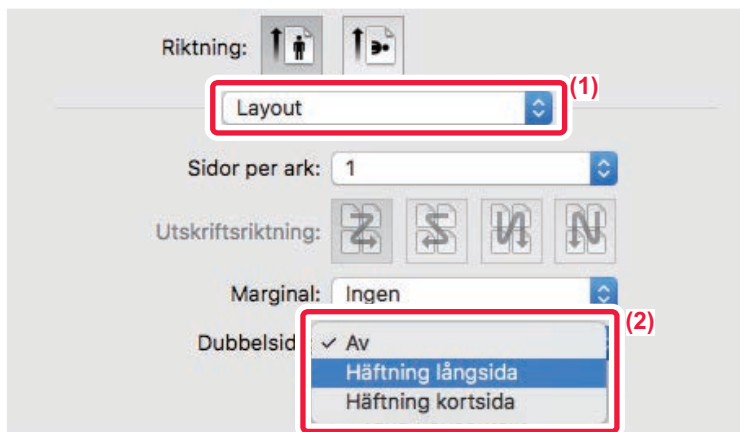 Riktning:
(1)
Layout
Sidor per ark: 1
Utskriftsriktning:
Marginal: Ingen
(2)
Dubbelsid ✓ Av
Häftning långsida
Häftning kortsida